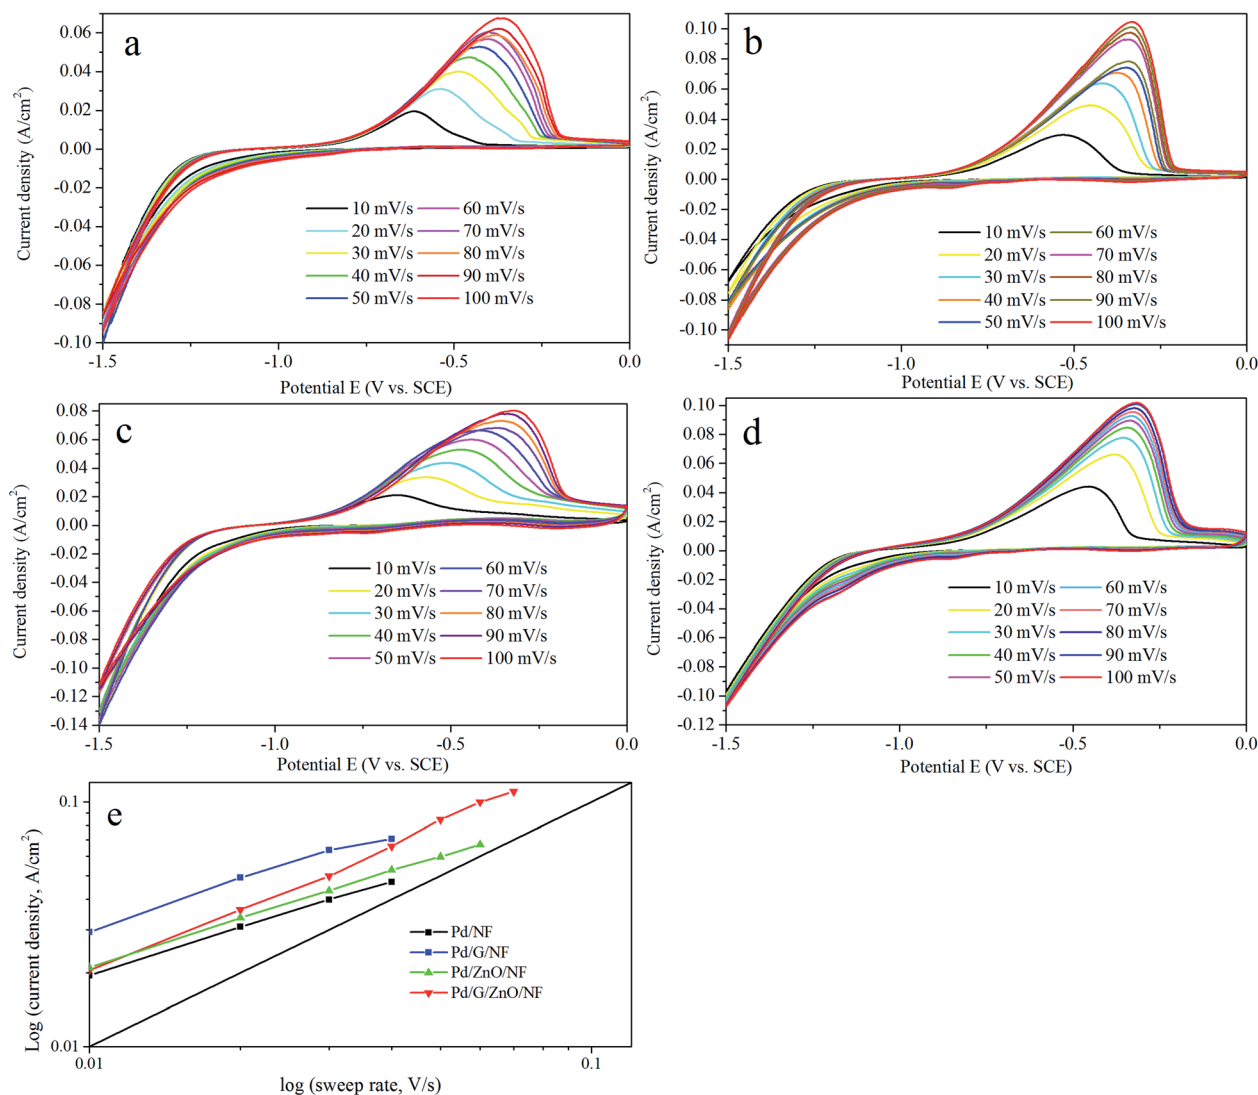 a
Current density (A/cm²)
0.06
0.04
0.02
0.00
-0.02
-0.04
-0.06
-0.08
-0.10
10 mV/s 60 mV/s
20 mV/s 70 mV/s
30 mV/s 80 mV/s
40 mV/s 90 mV/s
50 mV/s 100 mV/s
-1.5 -1.0 -0.5 0.0
Potential E (V vs. SCE)
b
Current density (A/cm²)
0.10
0.08
0.06
0.04
0.02
0.00
-0.02
-0.04
-0.06
-0.08
-0.10
10 mV/s 60 mV/s
20 mV/s 70 mV/s
30 mV/s 80 mV/s
40 mV/s 90 mV/s
50 mV/s 100 mV/s
-1.5 -1.0 -0.5 0.0
Potential E (V vs. SCE)
c
Current density (A/cm²)
0.08
0.06
0.04
0.02
0.00
-0.02
-0.04
-0.06
-0.08
-0.10
-0.12
-0.14
10 mV/s 60 mV/s
20 mV/s 70 mV/s
30 mV/s 80 mV/s
40 mV/s 90 mV/s
50 mV/s 100 mV/s
-1.5 -1.0 -0.5 0.0
Potential E (V vs. SCE)
d
Current density (A/cm²)
0.10
0.08
0.06
0.04
0.02
0.00
-0.02
-0.04
-0.06
-0.08
-0.10
-0.12
10 mV/s 60 mV/s
20 mV/s 70 mV/s
30 mV/s 80 mV/s
40 mV/s 90 mV/s
50 mV/s 100 mV/s
-1.5 -1.0 -0.5 0.0
Potential E (V vs. SCE)
e
Log (current density, A/cm²)
0.1
0.01
Pd/NF
Pd/G/NF
Pd/ZnO/NF
Pd/G/ZnO/NF
0.01 0.1
log (sweep rate, V/s)